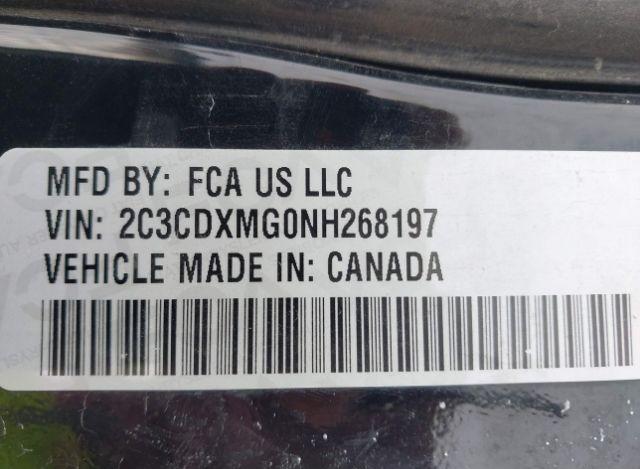 MFD BY: FCA US LLC
VIN: 2C3CDXMG0NH268197
VEHICLE MADE IN: CANADA